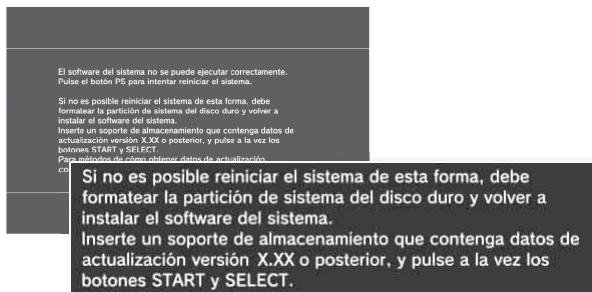 El software del sistema no se puede ejecutar correctamente.
Pulse el botón PS para intentar reiniciar el sistema.
Si no es posible reiniciar el sistema de esta forma, debe
formatear la partición de sistema del disco duro y volver a
instalar el software del sistema.
Inserte un soporte de almacenamiento que contenga datos de
actualización versión X.XX o posterior, y pulse a la vez los
botones START y SELECT.
Para métodos de cómo obtener datos de actualización
Si no es posible reiniciar el sistema de esta forma, debe
formatear la partición de sistema del disco duro y volver a
instalar el software del sistema.
Inserte un soporte de almacenamiento que contenga datos de
actualización versión X.XX o posterior, y pulse a la vez los
botones START y SELECT.